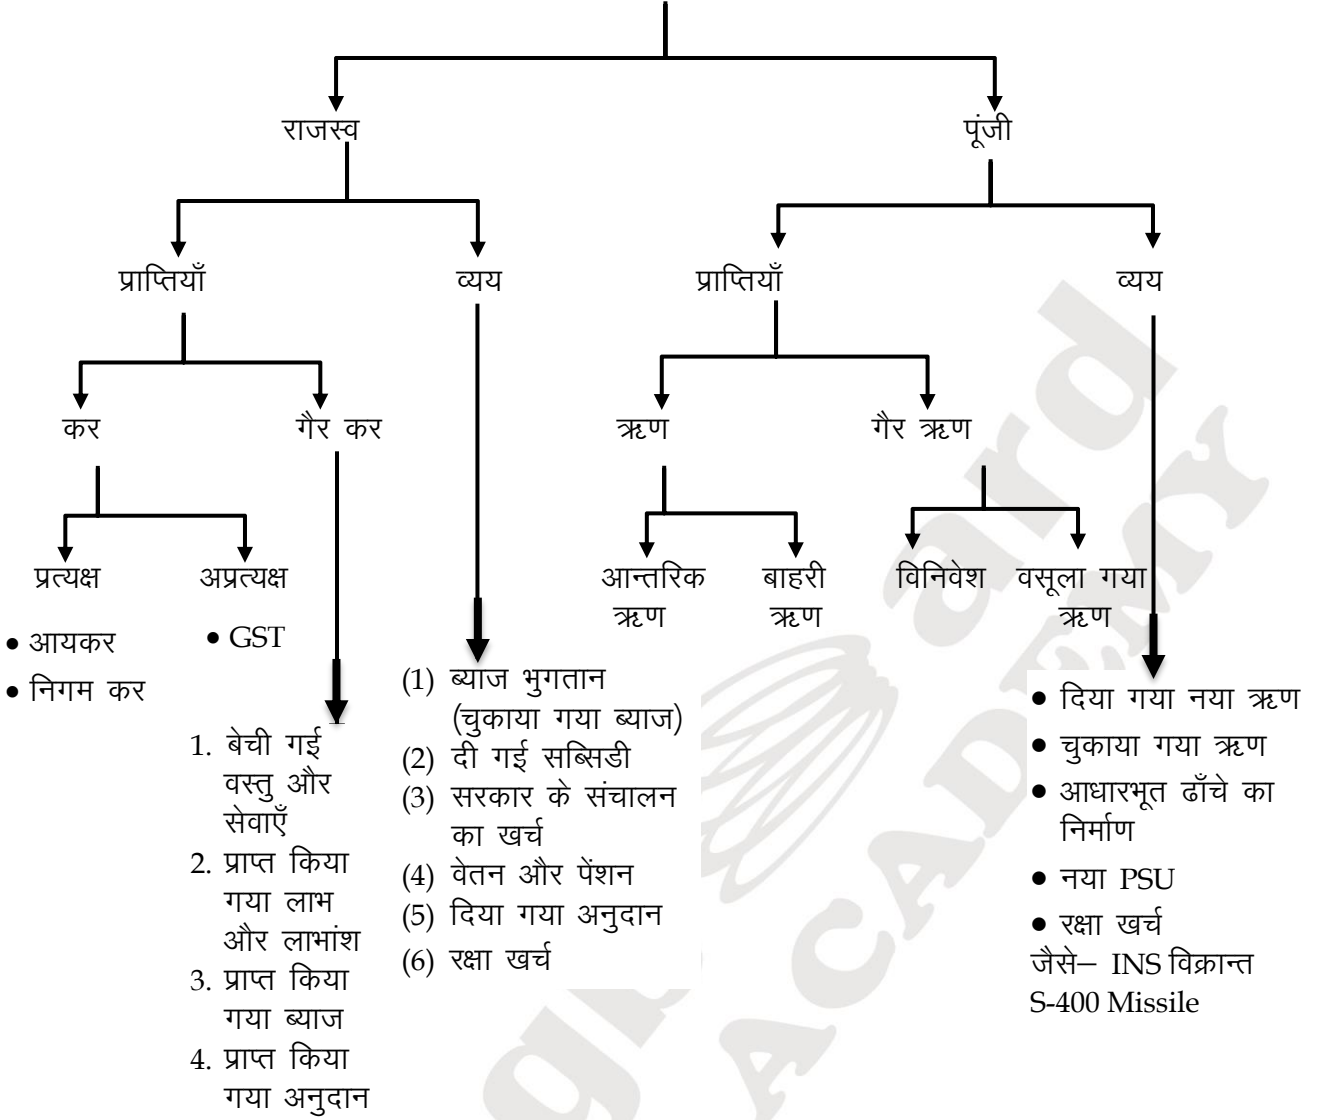 राजस्व
पूंजी
प्राप्तियाँ
व्यय
प्राप्तियाँ
व्यय
कर
गैर कर
ऋण
गैर ऋण
प्रत्यक्ष
अप्रत्यक्ष
आन्तरिक
ऋण
बाहरी
ऋण
विनिवेश
वसूला गया
ऋण
• आयकर
• निगम कर
• GST
1. बेची गई
वस्तु और
सेवाएँ
2. प्राप्त किया
गया लाभ
और लाभांश
3. प्राप्त किया
गया ब्याज
4. प्राप्त किया
गया अनुदान
(1) ब्याज भुगतान
(चुकाया गया ब्याज)
(2) दी गई सब्सिडी
(3) सरकार के संचालन
का खर्च
(4) वेतन और पेंशन
(5) दिया गया अनुदान
(6) रक्षा खर्च
• दिया गया नया ऋण
• चुकाया गया ऋण
• आधारभूत ढाँचे का
निर्माण
• नया PSU
• रक्षा खर्च
जैसे– INS विक्रान्त
S-400 Missile
ard
ACADEMY